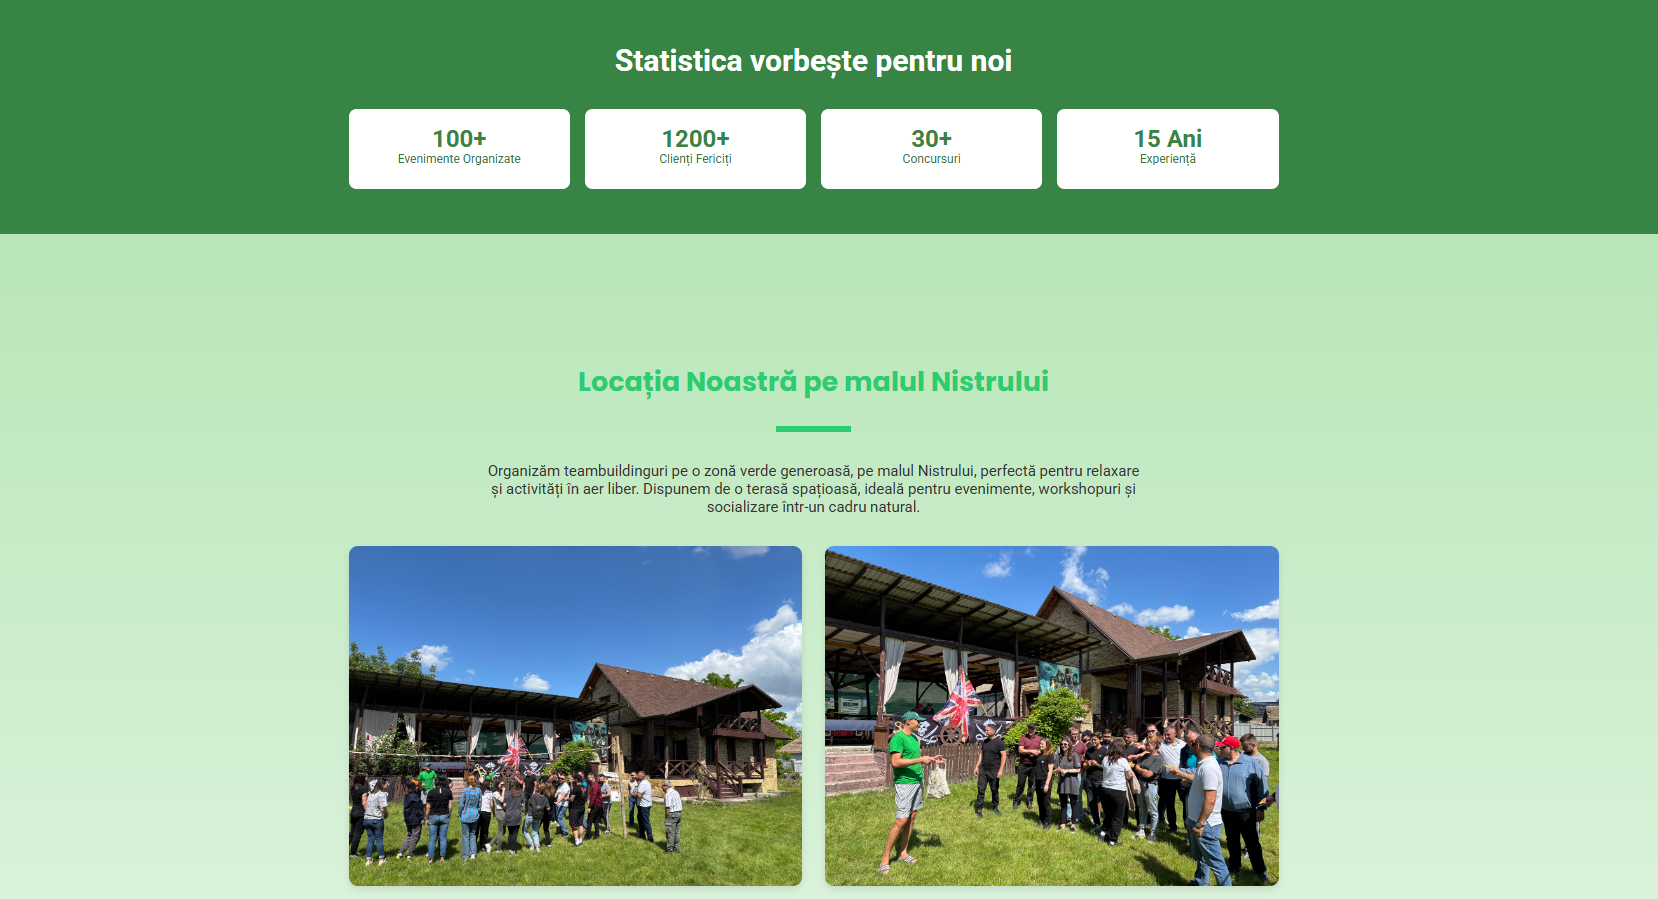 Statistica vorbește pentru noi
100+
Evenimente Organizate
1200+
Clienți Fericiți
30+
Concursuri
15 Ani
Experiență
Locația Noastră pe malul Nistrului
Organizăm teambuildinguri pe o zonă verde generoasă, pe malul Nistrului, perfectă pentru relaxare
și activități în aer liber. Dispunem de o terasă spațioasă, ideală pentru evenimente, workshopuri și
socializare într-un cadru natural.